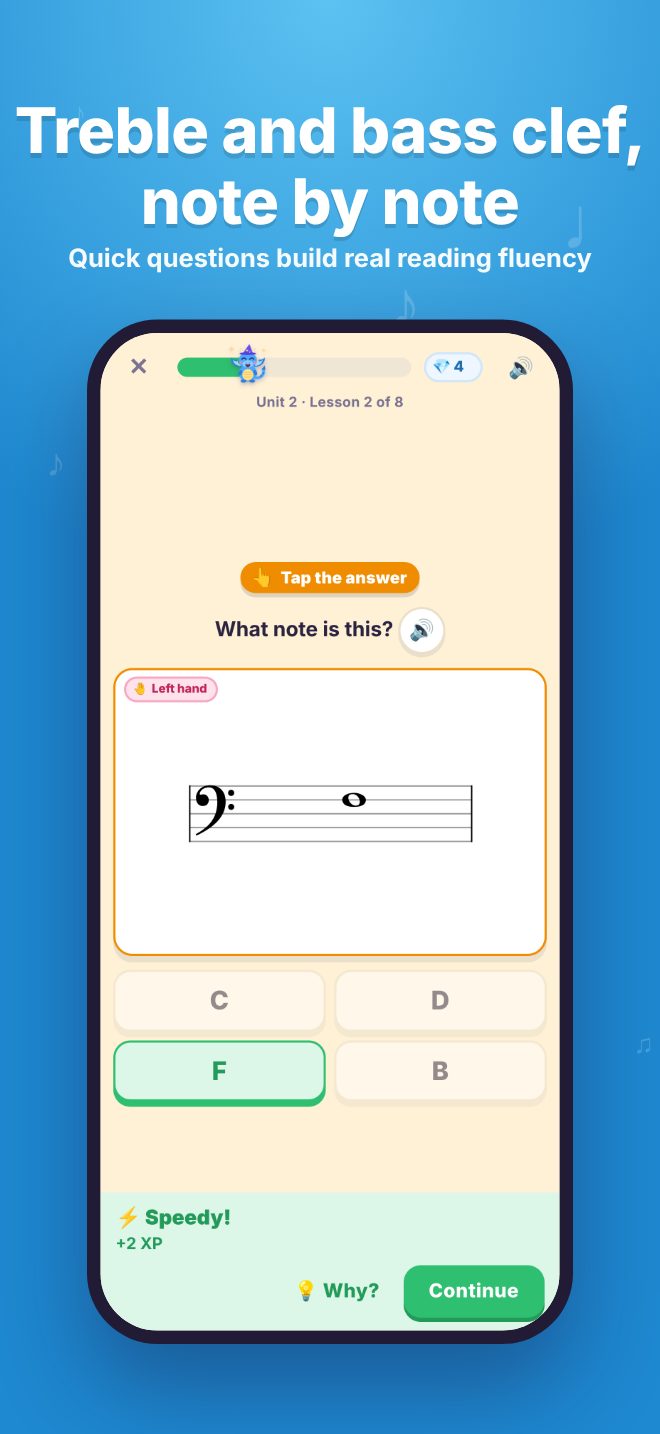 Treble and bass clef,
note by note
Quick questions build real reading fluency
4
Unit 2 · Lesson 2 of 8
Tap the answer
What note is this?
Left hand
C
D
F
B
Speedy!
+2 XP
Why?
Continue